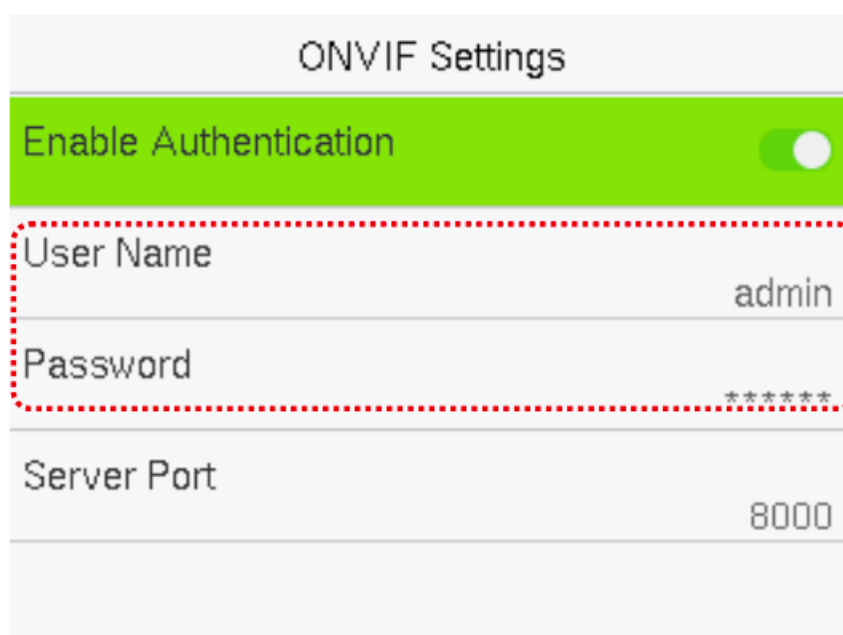 ONVIF Settings
Enable Authentication
User Name
admin
Password
******
Server Port
8000